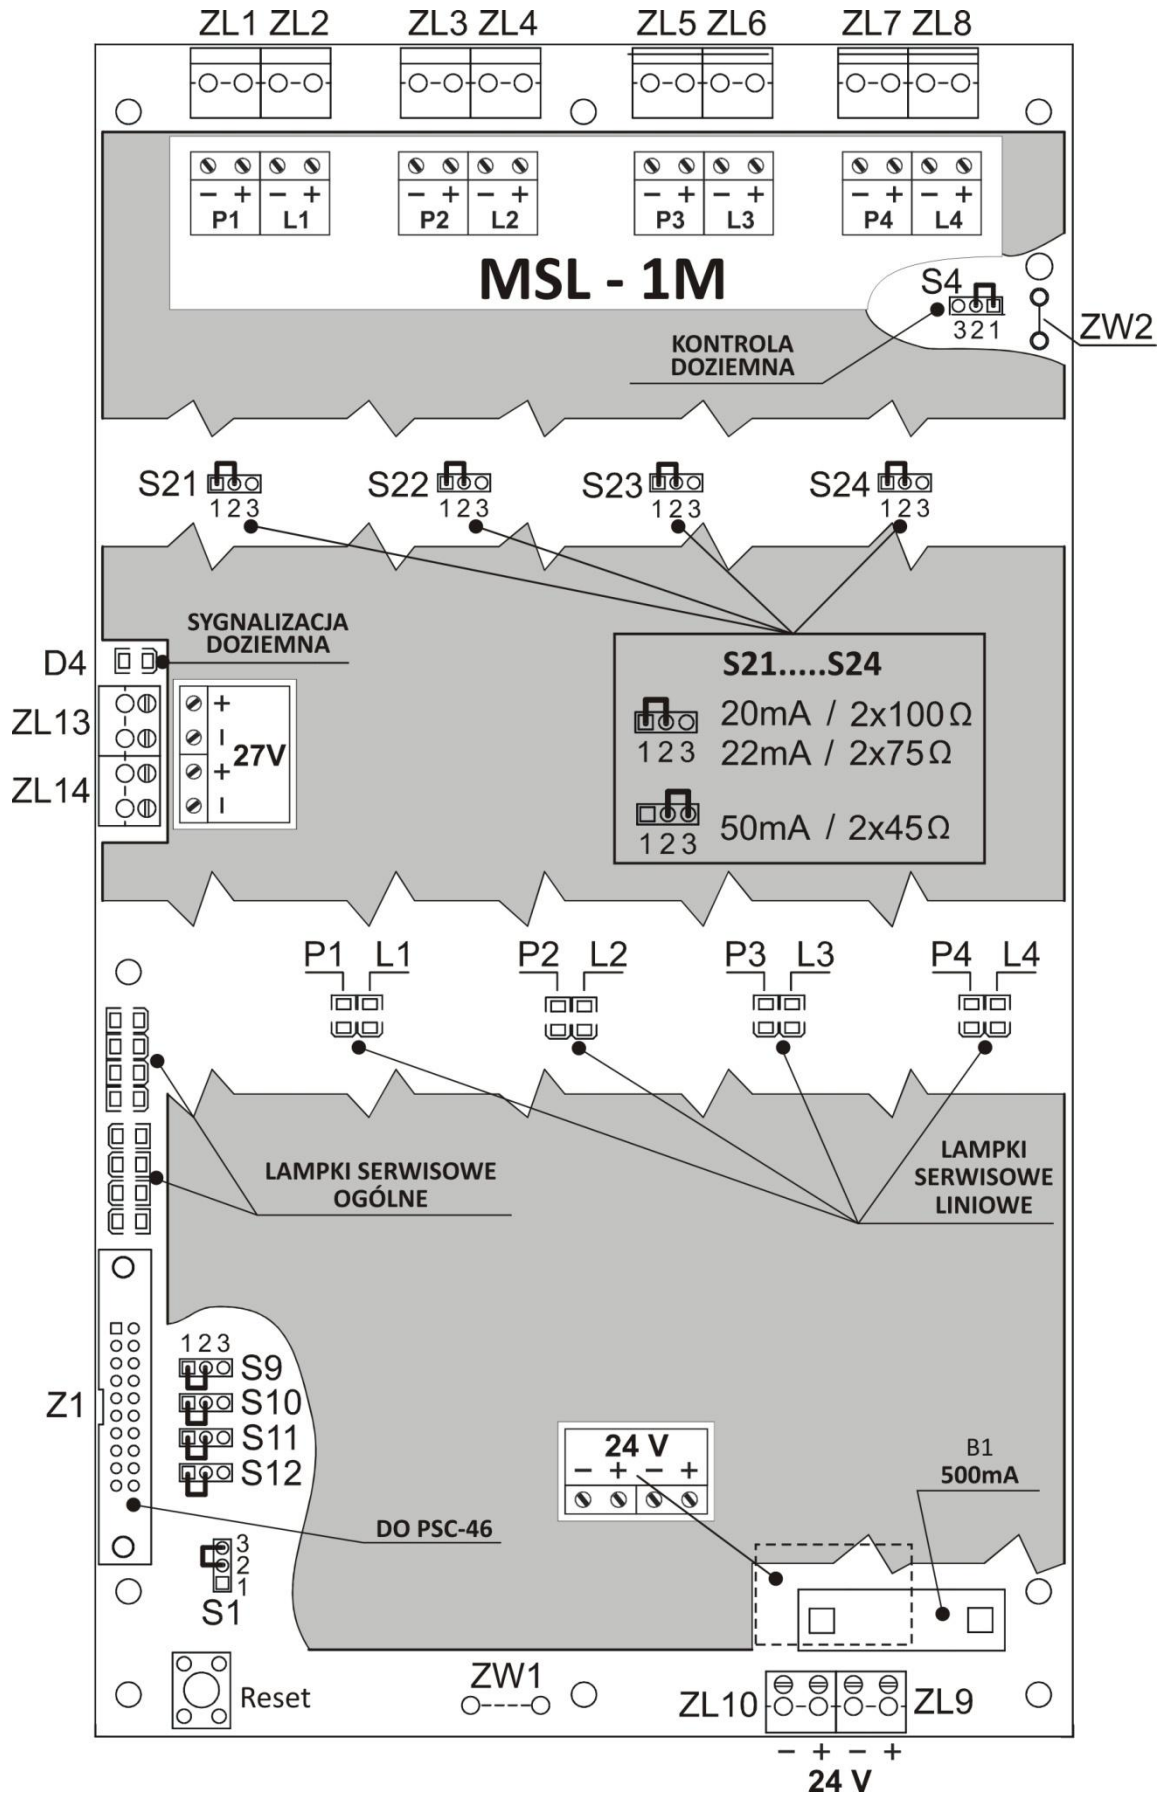 ZL1 ZL2 ZL3 ZL4 ZL5 ZL6 ZL7 ZL8
− + − + − + − + − + − + − + − +
P1 L1 P2 L2 P3 L3 P4 L4
MSL - 1M
S4
321
ZW2
KONTROLA
DOZIEMNA
S21 S22 S23 S24
123 123 123 123
SYGNALIZACJA
DOZIEMNA
D4
ZL13
ZL14
+
−
+
−
27V
S21.....S24
20mA / 2x100Ω
123 22mA / 2x75Ω
123 50mA / 2x45Ω
P1 L1 P2 L2 P3 L3 P4 L4
LAMPKI SERWISOWE
OGÓLNE
LAMPKI
SERWISOWE
LINIOWE
Z1
123
S9
S10
S11
S12
24 V
− + − +
B1
500mA
DO PSC-46
3
2
1
S1
Reset
ZW1
ZL10 ZL9
− + − +
24 V